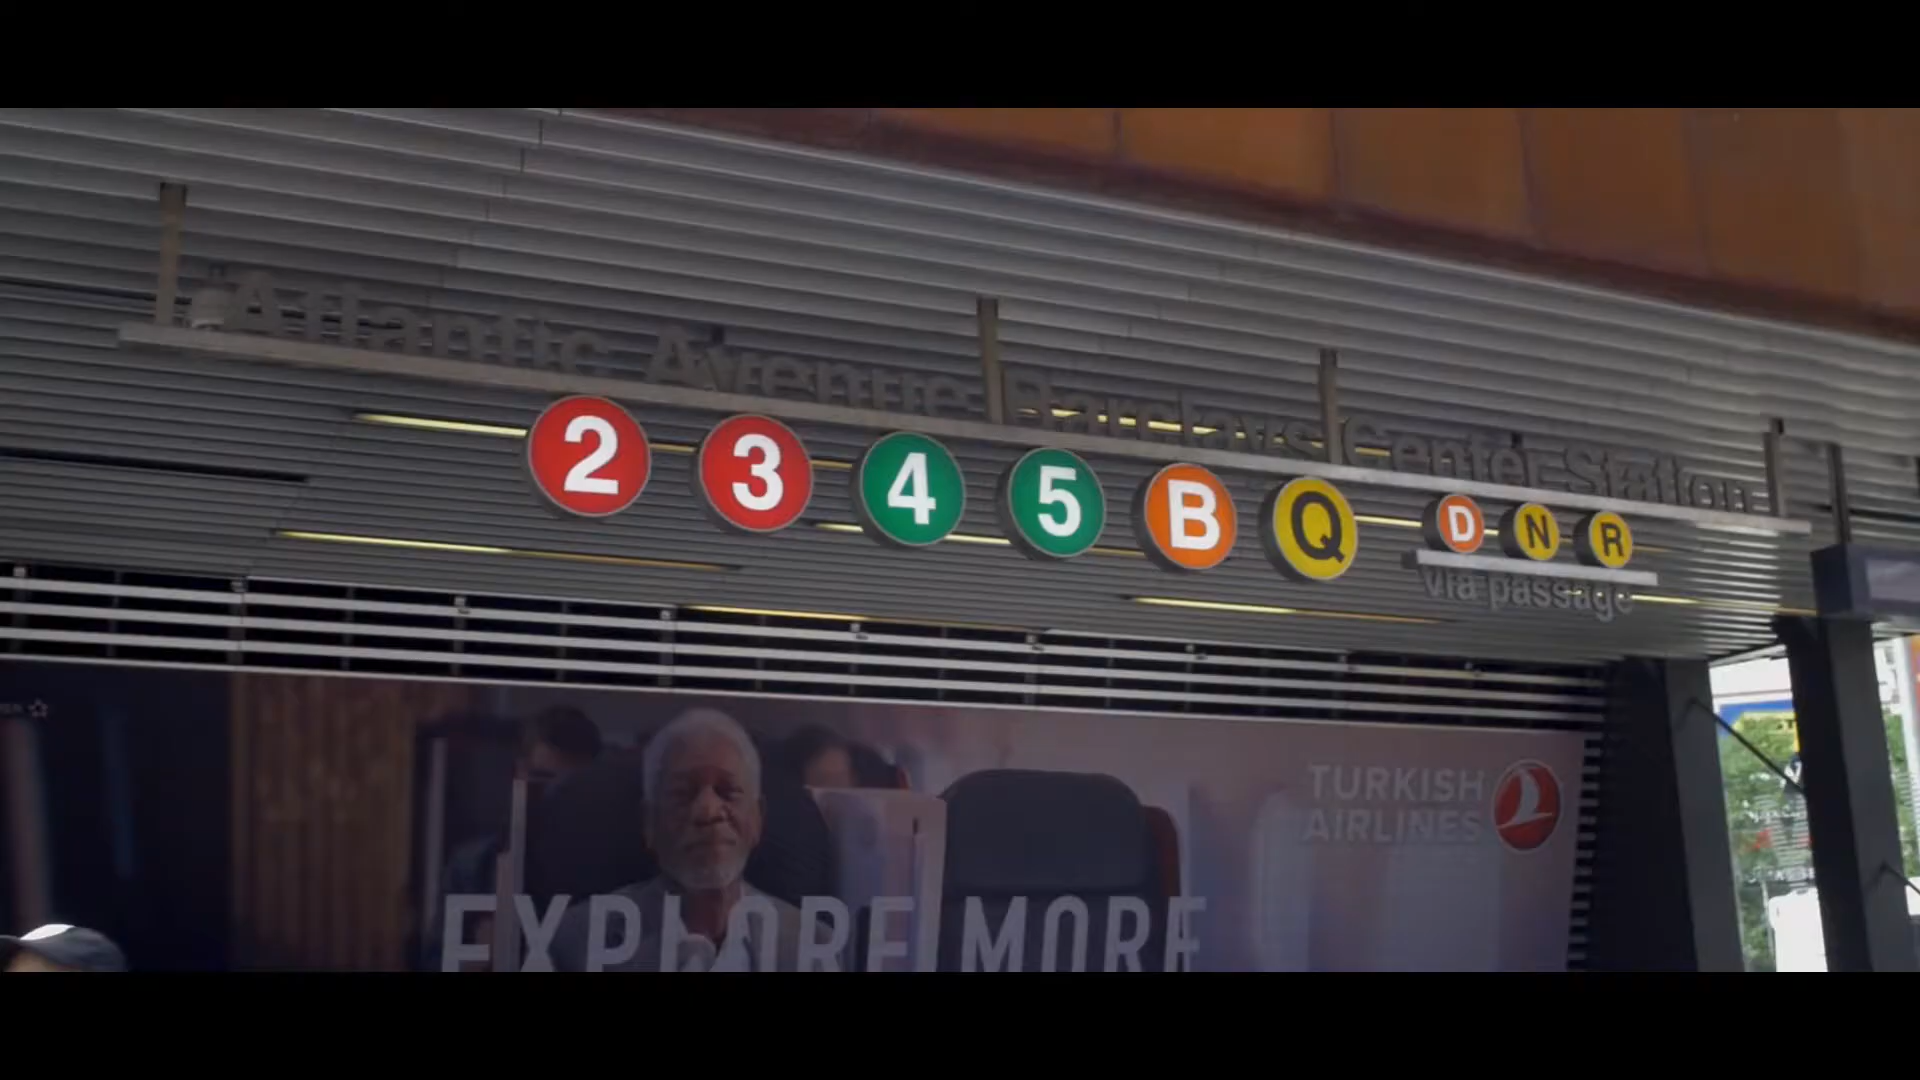 Atlantic Avenue Barclays Center Station
2 3 4 5 B Q D N R
via passage
TURKISH
AIRLINES
EXPLORE MORE